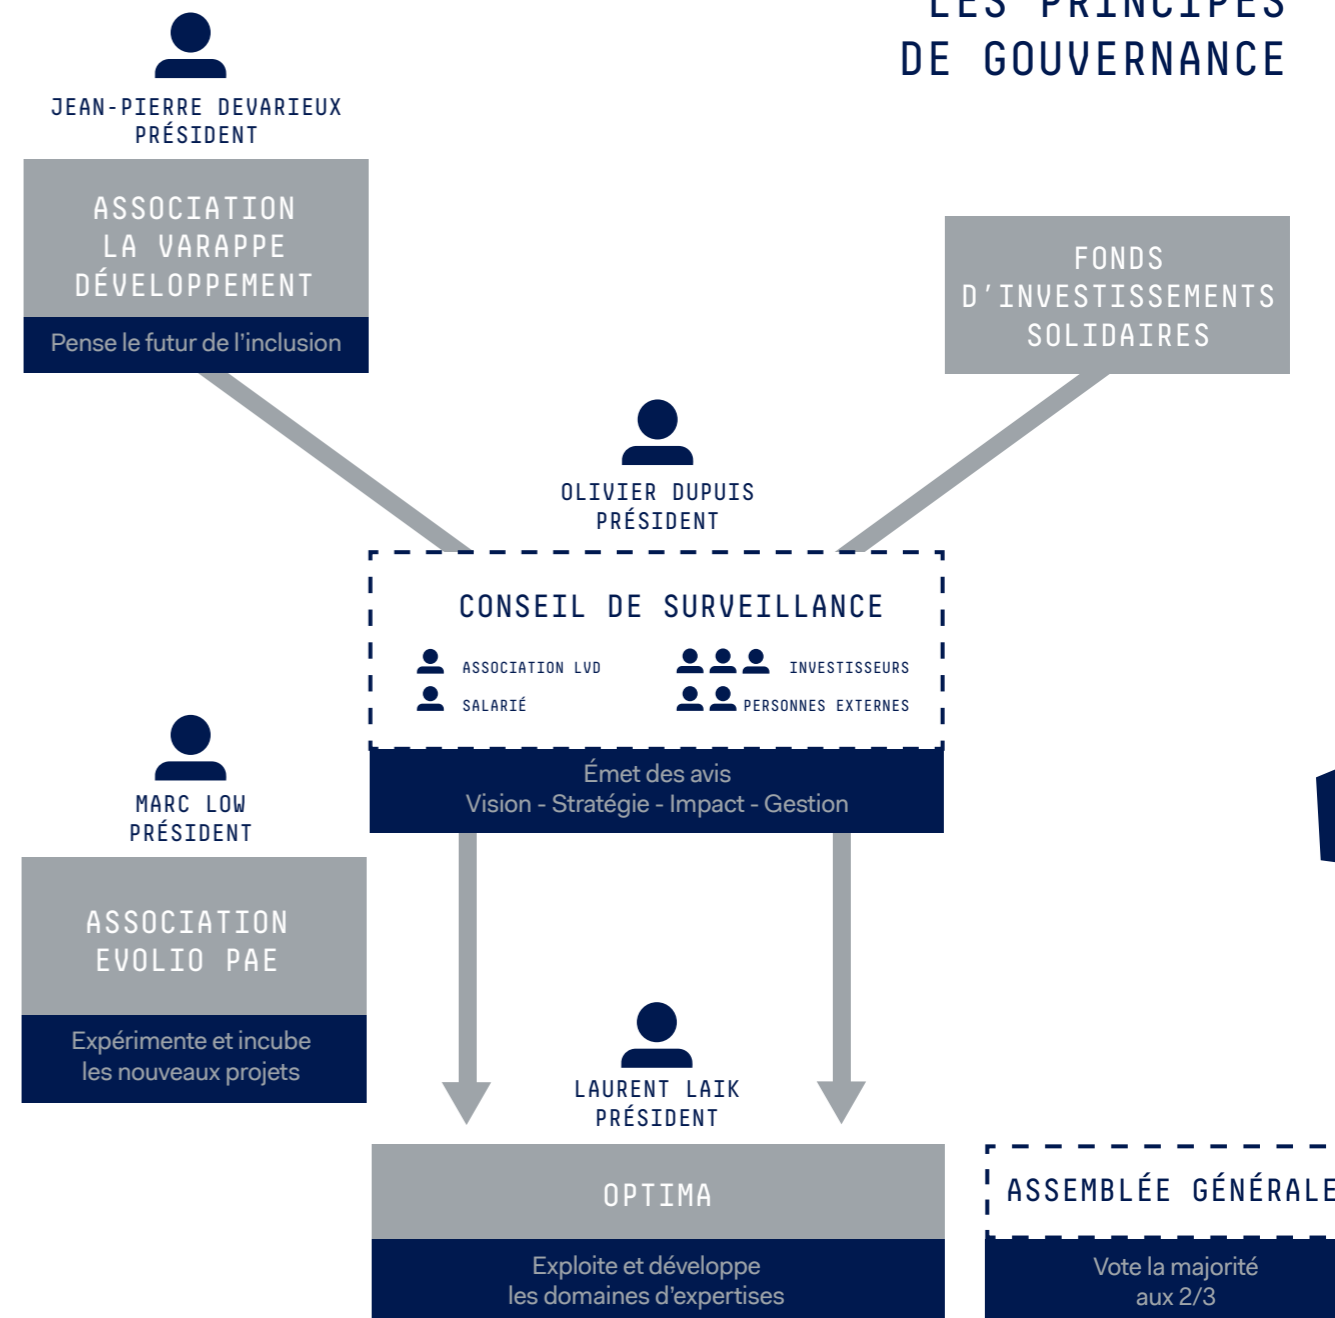 LES PRINCIPES
DE GOUVERNANCE
JEAN-PIERRE DEVARIEUX
PRÉSIDENT
ASSOCIATION
LA VARAPPE
DÉVELOPPEMENT
Pense le futur de l'inclusion
FONDS
D'INVESTISSEMENTS
SOLIDAIRES
OLIVIER DUPUIS
PRÉSIDENT
CONSEIL DE SURVEILLANCE
ASSOCIATION LVD
INVESTISSEURS
SALARIÉ
PERSONNES EXTERNES
Émet des avis
Vision - Stratégie - Impact - Gestion
MARC LOW
PRÉSIDENT
ASSOCIATION
EVOLIO PAE
Expérimente et incube
les nouveaux projets
LAURENT LAIK
PRÉSIDENT
OPTIMA
Exploite et développe
les domaines d'expertises
ASSEMBLÉE GÉNÉRALE
Vote la majorité
aux 2/3